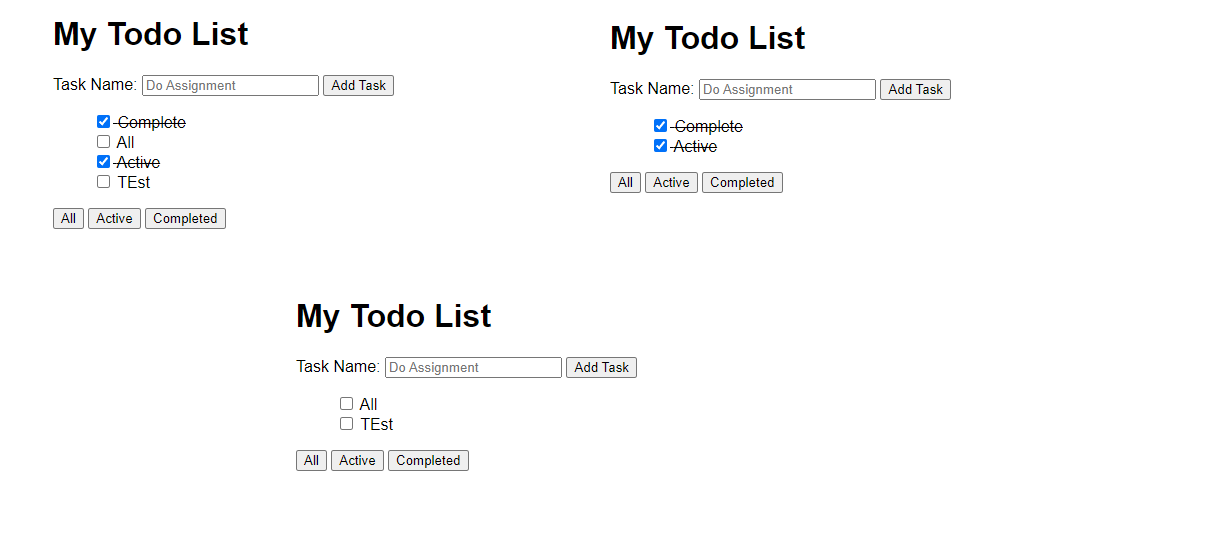 My Todo List
Task Name: Do Assignment Add Task
Complete
All
Active
TEst
All Active Completed
My Todo List
Task Name: Do Assignment Add Task
Complete
Active
All Active Completed
My Todo List
Task Name: Do Assignment Add Task
All
TEst
All Active Completed